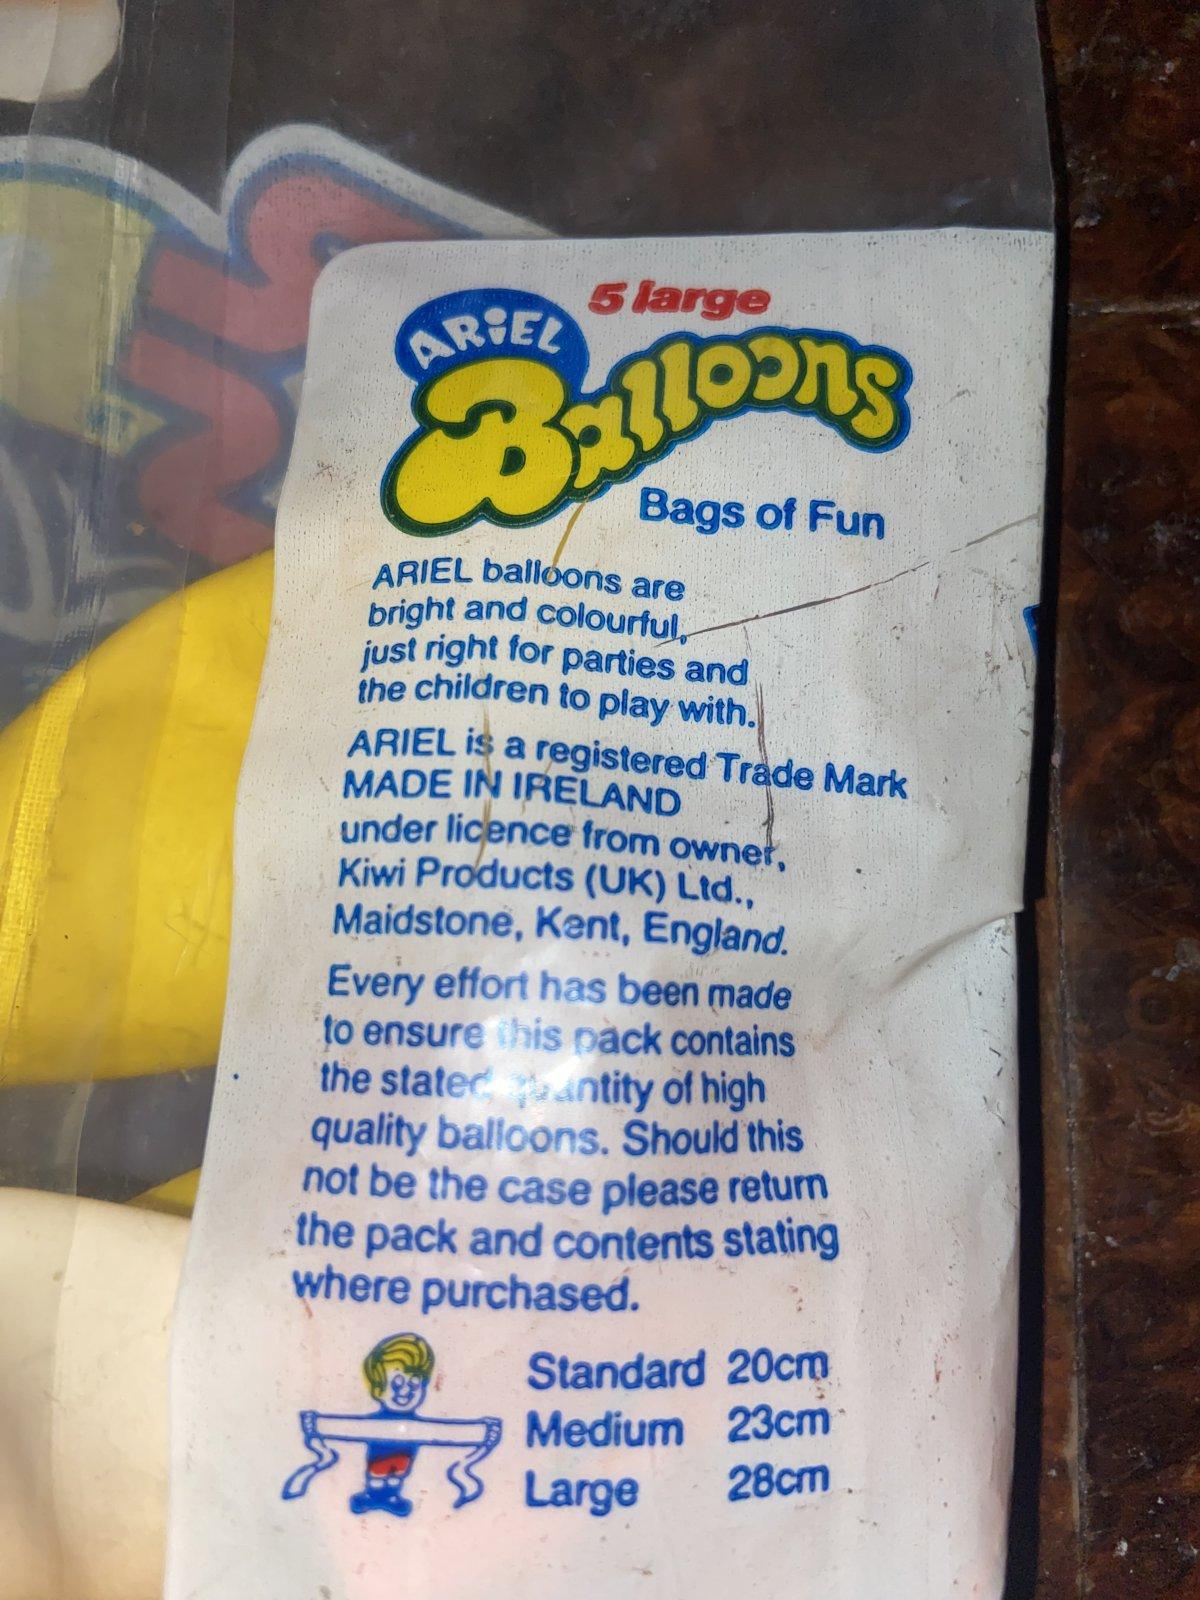 5 large
ARiEL
Balloons
Bags of Fun
ARIEL balloons are
bright and colourful,
just right for parties and
the children to play with.
ARIEL is a registered Trade Mark
MADE IN IRELAND
under licence from owner,
Kiwi Products (UK) Ltd.,
Maidstone, Kent, England.
Every effort has been made
to ensure this pack contains
the stated quantity of high
quality balloons. Should this
not be the case please return
the pack and contents stating
where purchased.
Standard 20cm
Medium 23cm
Large 28cm